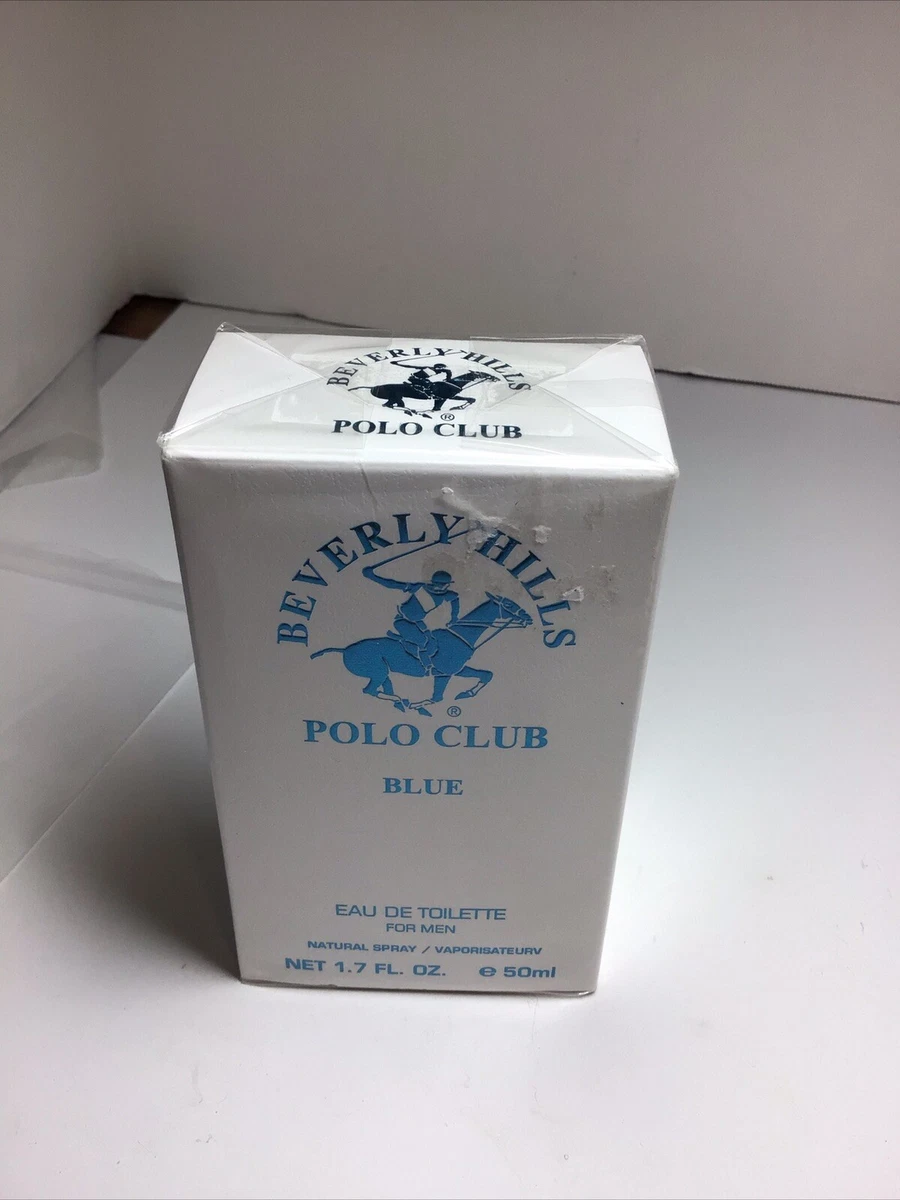 BEVERLY HILLS
®
POLO CLUB
BEVERLY HILLS
®
POLO CLUB
BLUE
EAU DE TOILETTE
FOR MEN
NATURAL SPRAY / VAPORISATEURV
NET 1.7 FL. OZ. e 50ml